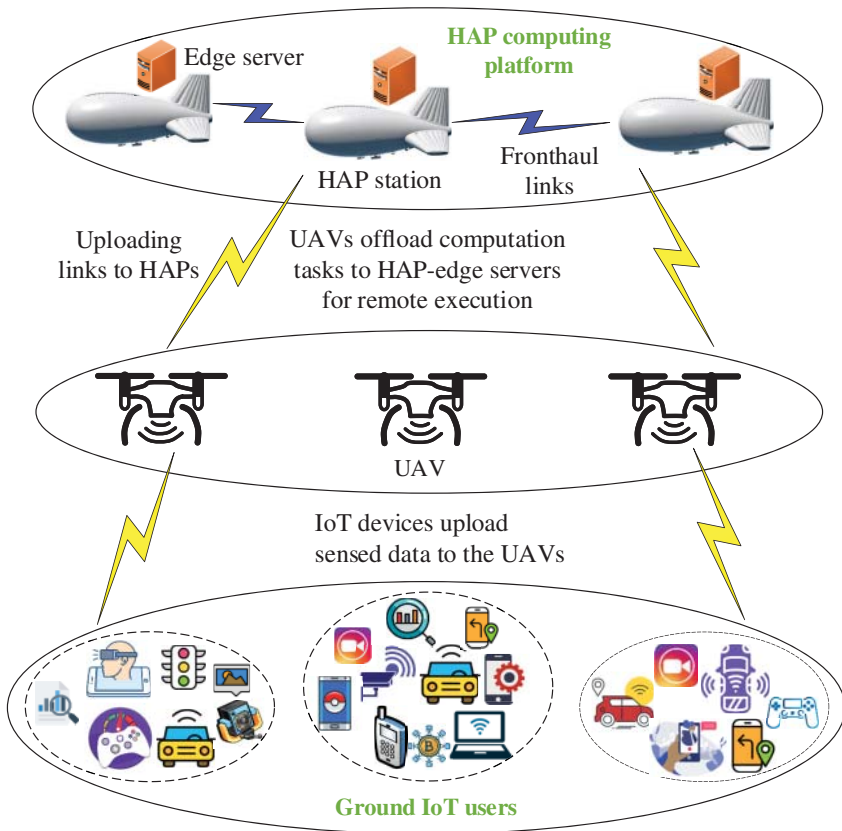 Edge server
HAP computing
platform
HAP station
Fronthaul
links
Uploading
links to HAPs
UAVs offload computation
tasks to HAP-edge servers
for remote execution
UAV
IoT devices upload
sensed data to the UAVs
Ground IoT users